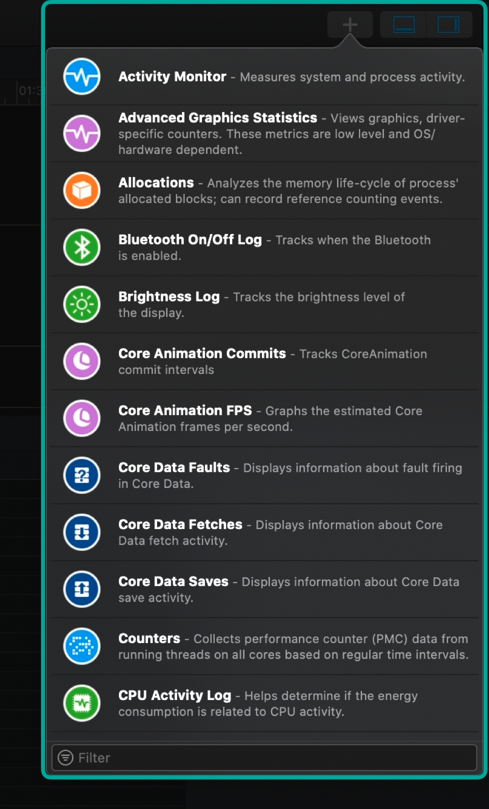 01:3
Activity Monitor - Measures system and process activity.
Advanced Graphics Statistics - Views graphics, driver-
specific counters. These metrics are low level and OS/
hardware dependent.
Allocations - Analyzes the memory life-cycle of process'
allocated blocks; can record reference counting events.
Bluetooth On/Off Log - Tracks when the Bluetooth
is enabled.
Brightness Log - Tracks the brightness level of
the display.
Core Animation Commits - Tracks CoreAnimation
commit intervals
Core Animation FPS - Graphs the estimated Core
Animation frames per second.
Core Data Faults - Displays information about fault firing
in Core Data.
Core Data Fetches - Displays information about Core
Data fetch activity.
Core Data Saves - Displays information about Core Data
save activity.
Counters - Collects performance counter (PMC) data from
running threads on all cores based on regular time intervals.
CPU Activity Log - Helps determine if the energy
consumption is related to CPU activity.
Filter